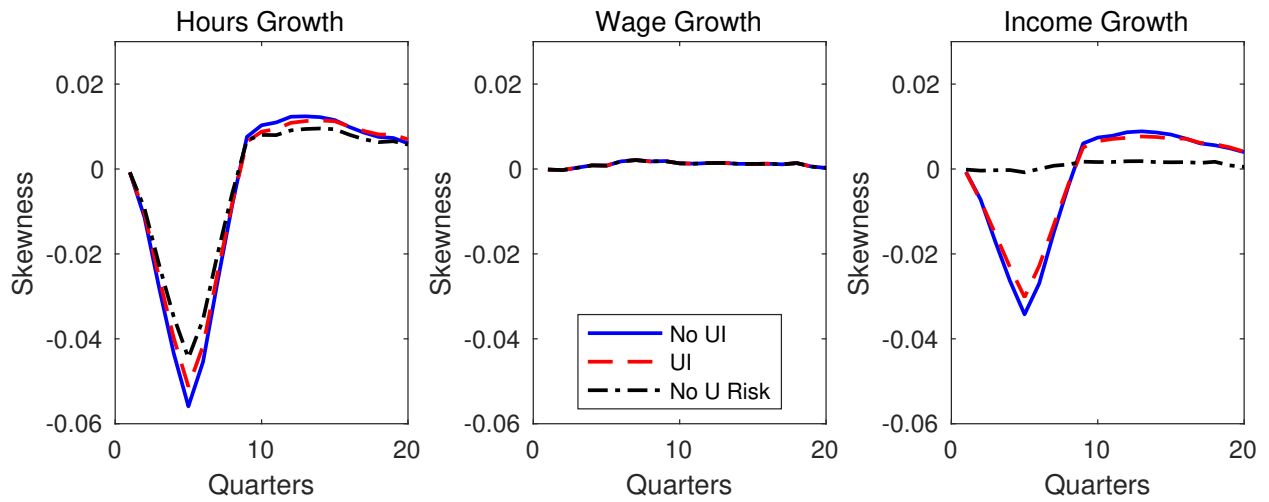 Hours Growth
Wage Growth
Income Growth
Skewness
0.02
0
-0.02
-0.04
-0.06
0
10
20
Quarters
Skewness
0.02
0
-0.02
-0.04
-0.06
0
10
20
Quarters
No UI
UI
No U Risk
Skewness
0.02
0
-0.02
-0.04
-0.06
0
10
20
Quarters